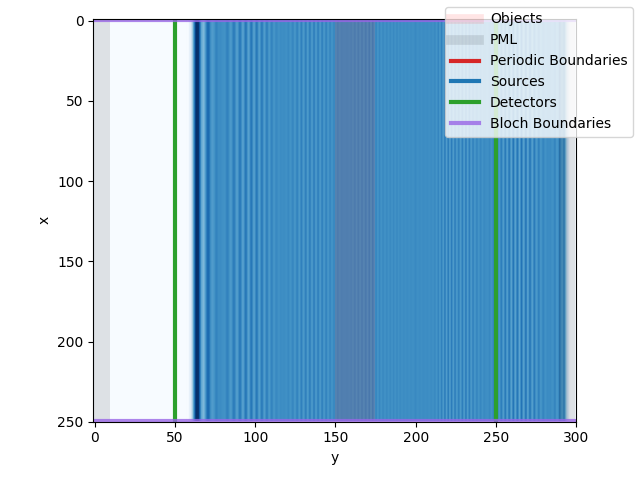 Objects
PML
Periodic Boundaries
Sources
Detectors
Bloch Boundaries
0
50
100
150
200
250
x
0 50 100 150 200 250 300
y